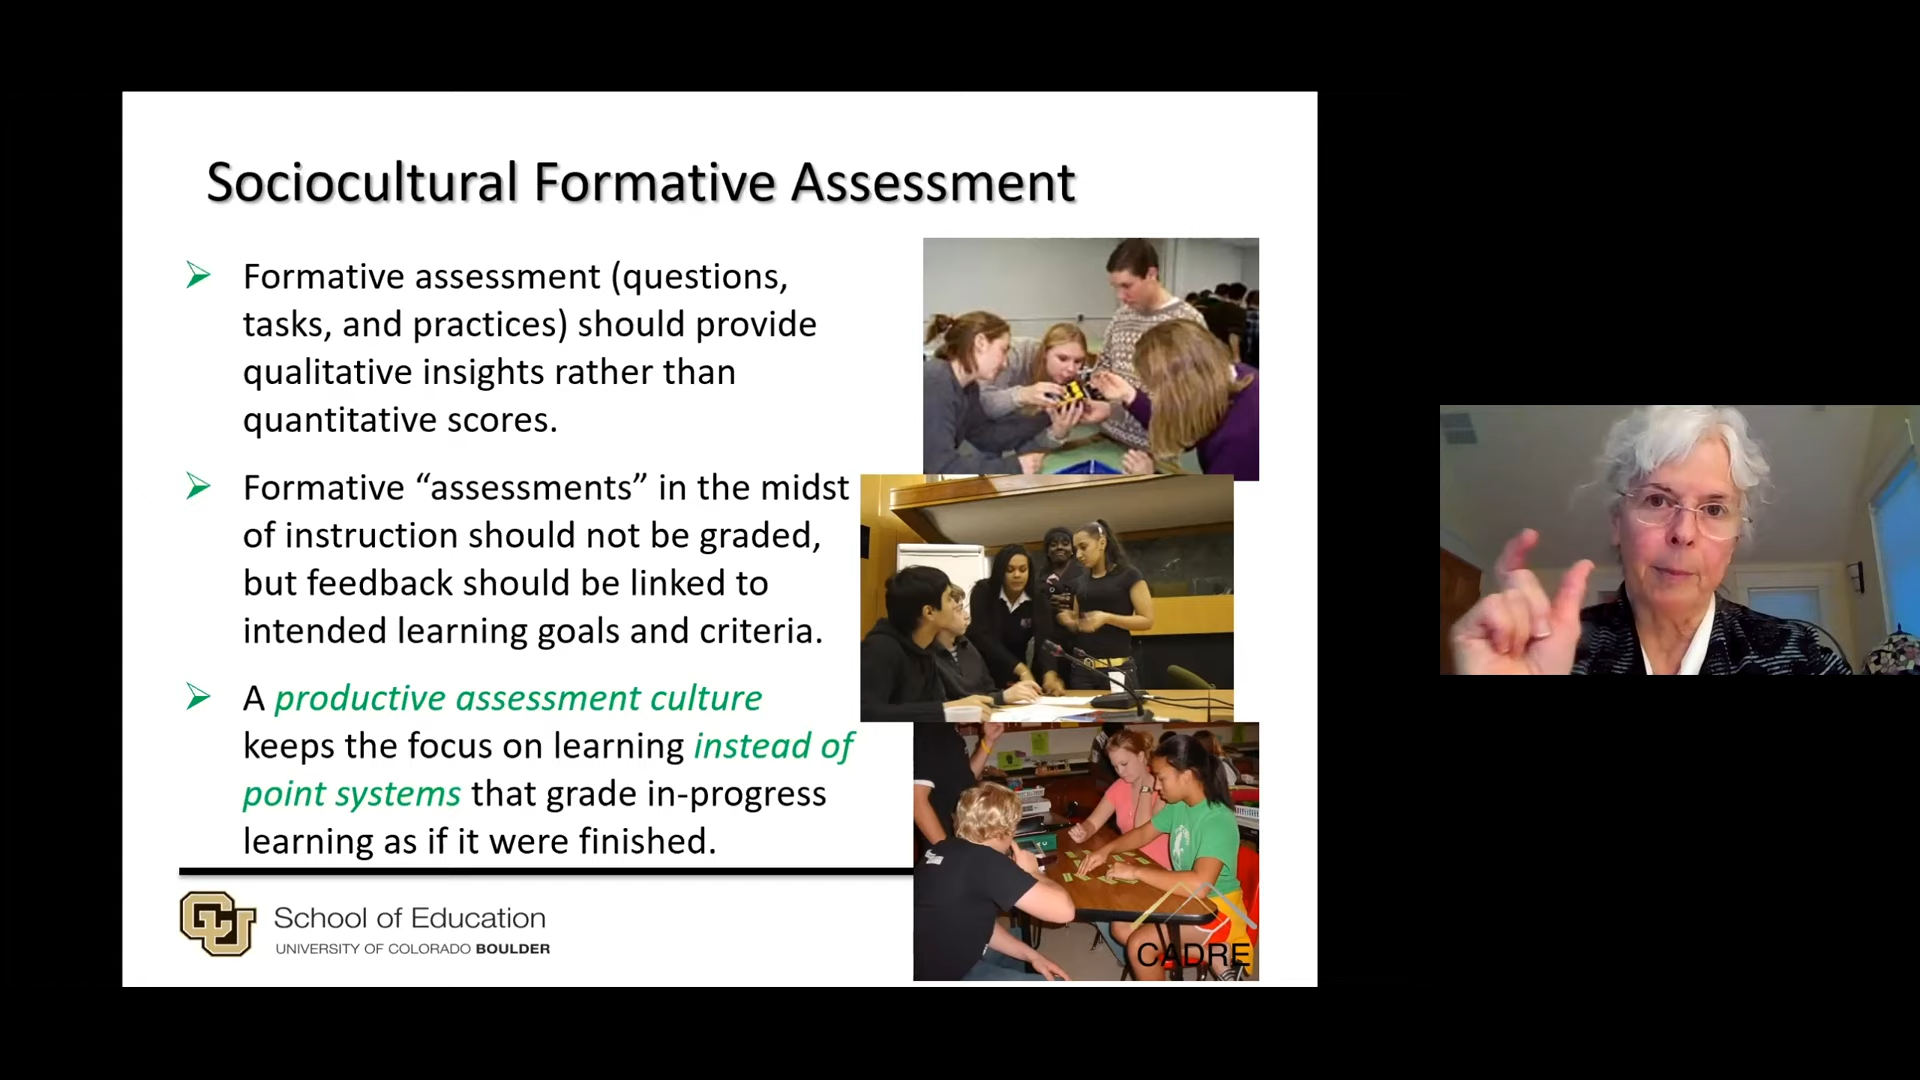 Sociocultural Formative Assessment
Formative assessment (questions,
tasks, and practices) should provide
qualitative insights rather than
quantitative scores.
Formative “assessments” in the midst
of instruction should not be graded,
but feedback should be linked to
intended learning goals and criteria.
A productive assessment culture
keeps the focus on learning instead of
point systems that grade in-progress
learning as if it were finished.
CU
School of Education
UNIVERSITY OF COLORADO BOULDER
CADRE